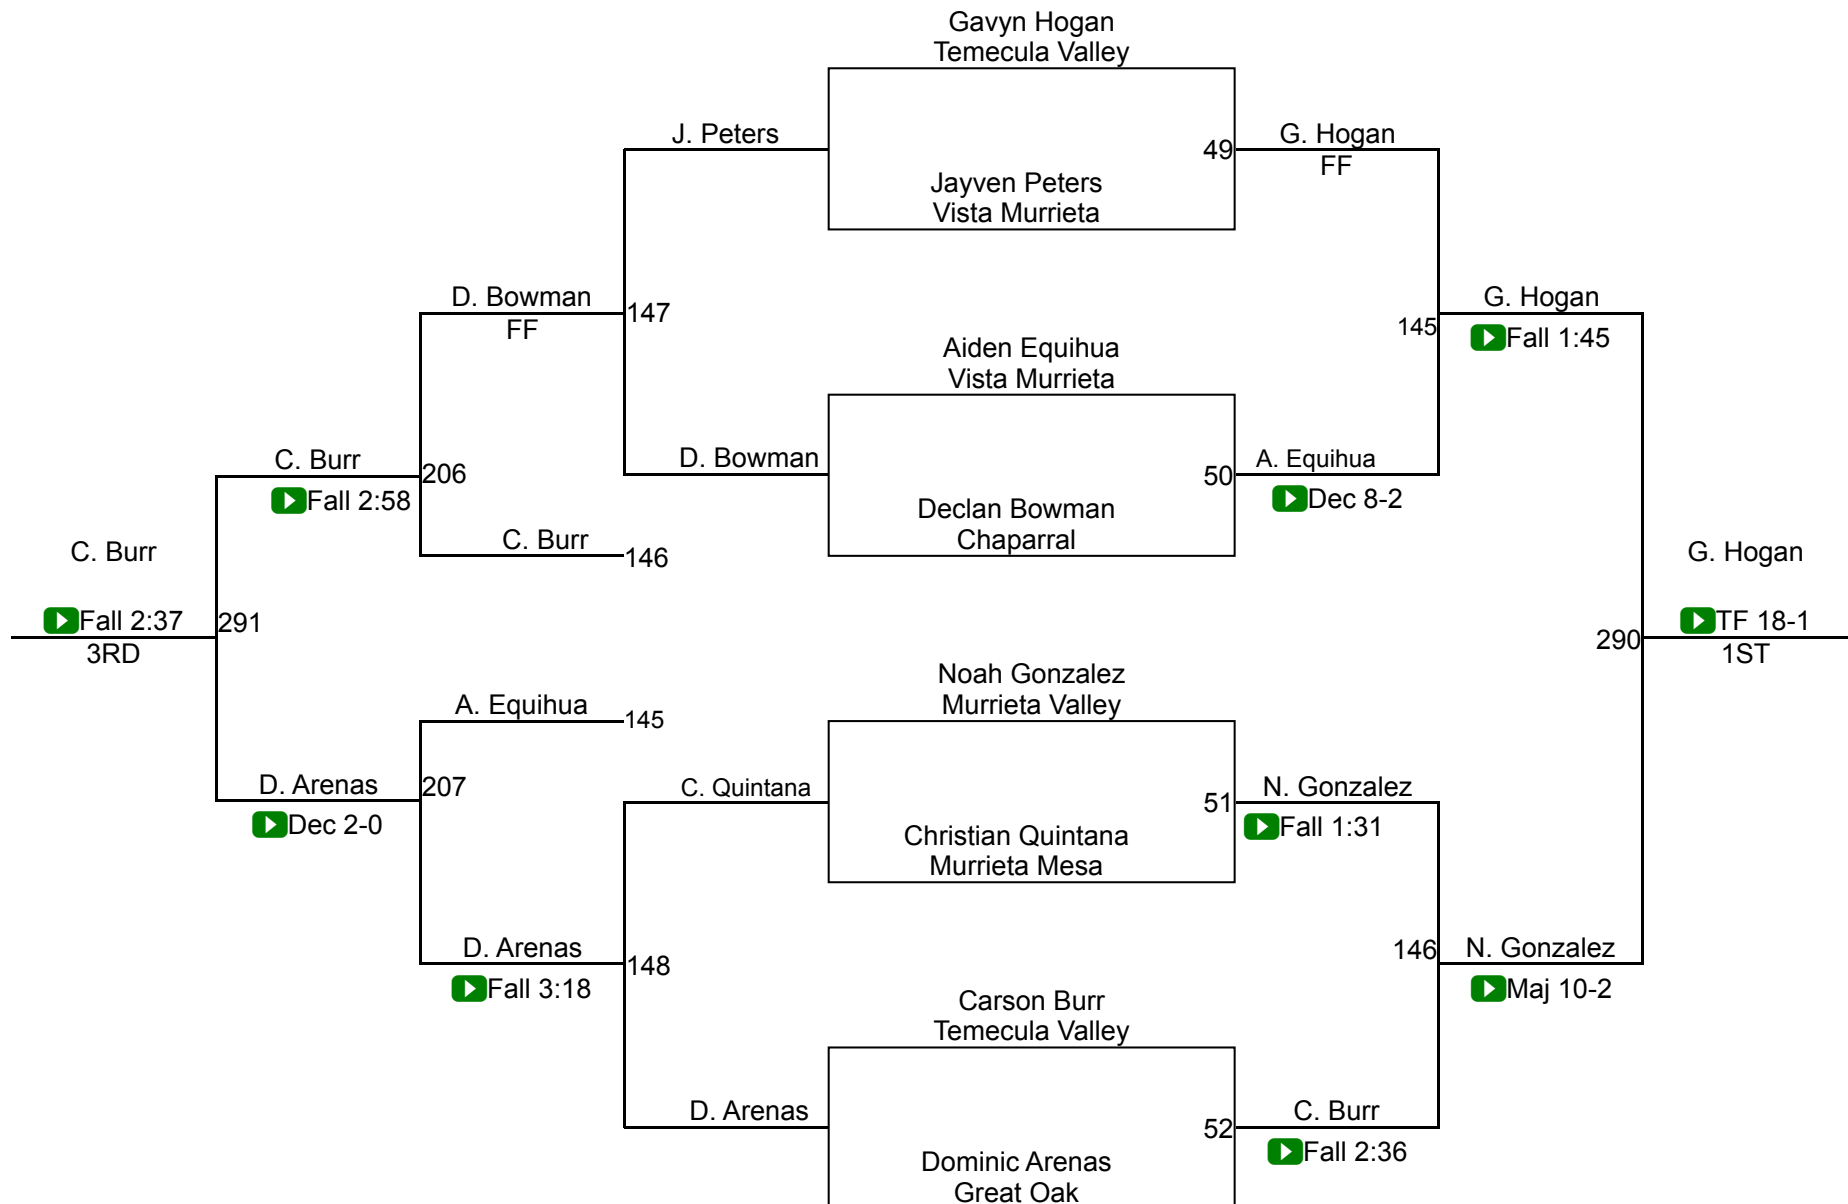 Gavyn Hogan
Temecula Valley
J. Peters
49
G. Hogan
FF
Jayven Peters
Vista Murrieta
D. Bowman
FF
147
145
G. Hogan
Fall 1:45
Aiden Equihua
Vista Murrieta
C. Burr
Fall 2:58
206
D. Bowman
50
A. Equihua
Dec 8-2
Declan Bowman
Chaparral
C. Burr
146
C. Burr
Fall 2:37
3RD
291
G. Hogan
TF 18-1
1ST
290
A. Equihua
145
Noah Gonzalez
Murrieta Valley
D. Arenas
Dec 2-0
207
C. Quintana
51
N. Gonzalez
Fall 1:31
Christian Quintana
Murrieta Mesa
D. Arenas
Fall 3:18
148
146
N. Gonzalez
Maj 10-2
Carson Burr
Temecula Valley
D. Arenas
52
C. Burr
Fall 2:36
Dominic Arenas
Great Oak